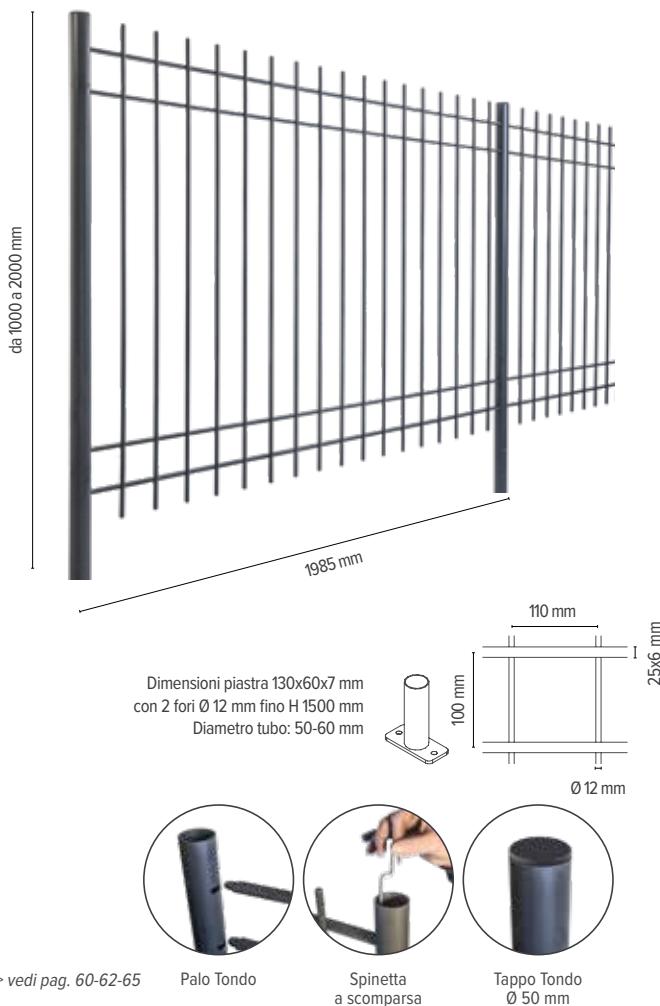 da 1000 a 2000 mm
1985 mm
110 mm
25x6 mm
100 mm
Ø 12 mm
Dimensioni piastra 130x60x7 mm
con 2 fori Ø 12 mm fino H 1500 mm
Diametro tubo: 50-60 mm
> vedi pag. 60-62-65
Palo Tondo
Spinetta
a scomparsa
Tappo Tondo
Ø 50 mm